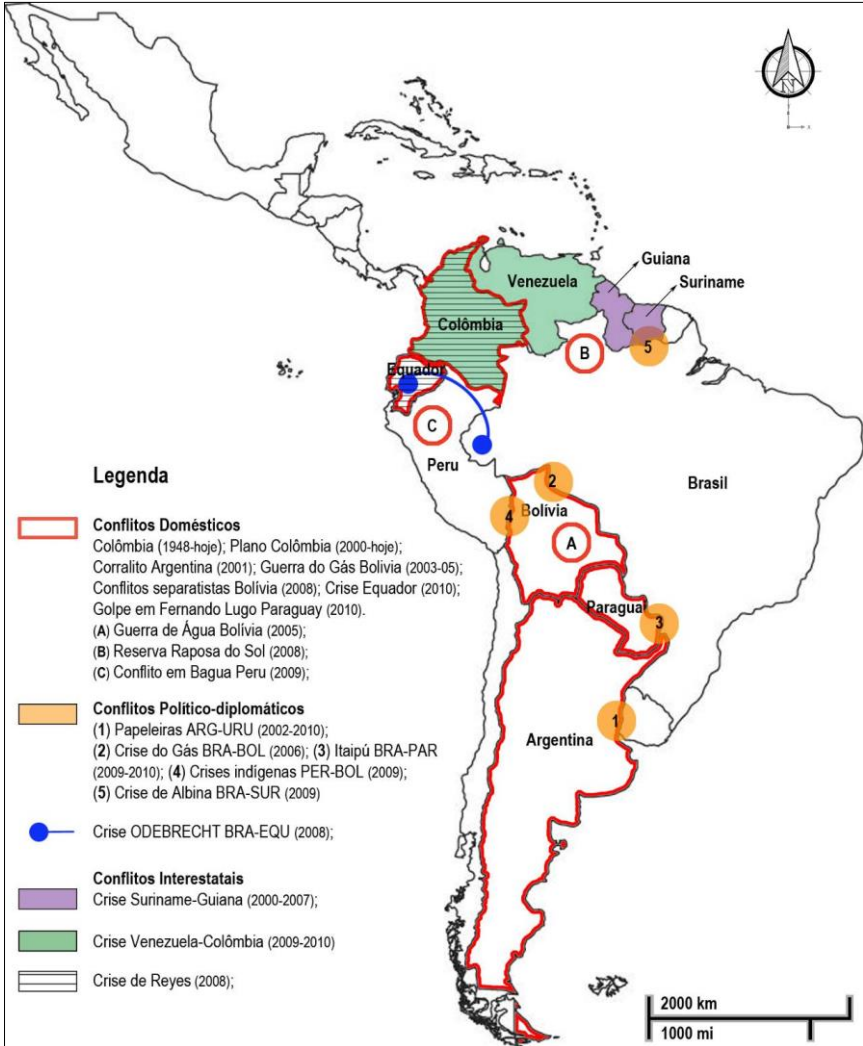 N
Guiana
Suriname
Venezuela
Colômbia
B
5
Equador
C
Peru
Brasil
2
Bolívia
4
A
Paraguai
3
1
Argentina
Legenda
Conflitos Domésticos
Colômbia (1948-hoje); Plano Colômbia (2000-hoje);
Corralito Argentina (2001); Guerra do Gás Bolivia (2003-05);
Conflitos separatistas Bolívia (2008); Crise Equador (2010);
Golpe em Fernando Lugo Paraguay (2010).
(A) Guerra de Água Bolívia (2005);
(B) Reserva Raposa do Sol (2008);
(C) Conflito em Bagua Peru (2009);
Conflitos Político-diplomáticos
(1) Papeleiras ARG-URU (2002-2010);
(2) Crise do Gás BRA-BOL (2006); (3) Itaipú BRA-PAR
(2009-2010); (4) Crises indígenas PER-BOL (2009);
(5) Crise de Albina BRA-SUR (2009)
Crise ODEBRECHT BRA-EQU (2008);
Conflitos Interestatais
Crise Suriname-Guiana (2000-2007);
Crise Venezuela-Colômbia (2009-2010)
Crise de Reyes (2008);
2000 km
1000 mi